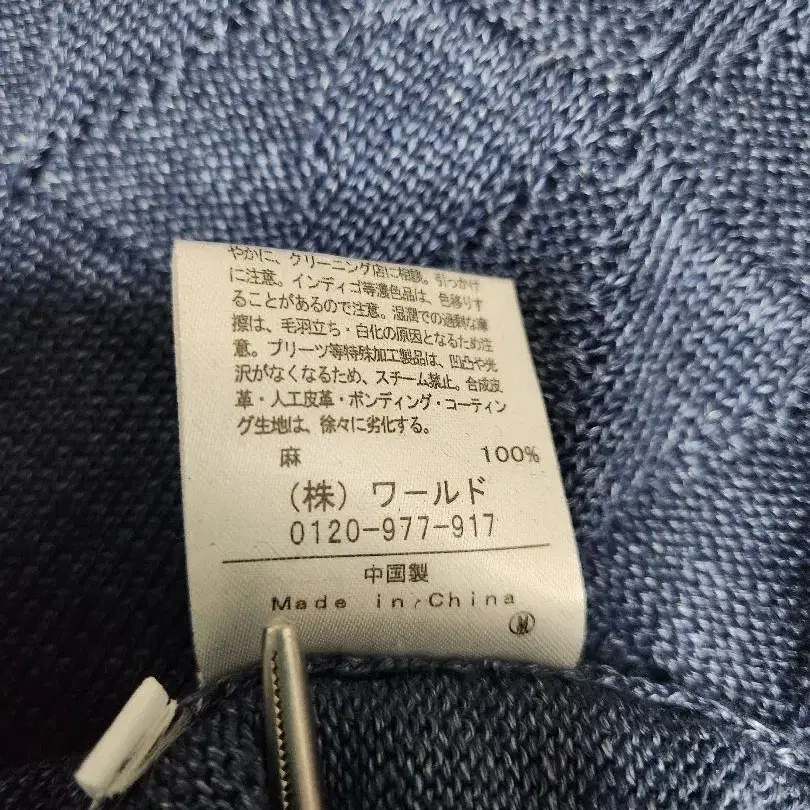 やかに、クリーニング店に相談。引っかけ
に注意。インディゴ等濃色品は、色移りす
ることがあるので注意。湿潤での過剰な摩
擦は、毛羽立ち・白化の原因となるため注
意。プリーツ等特殊加工製品は、凹凸や光
沢がなくなるため、スチーム禁止。合成皮
革・人工皮革・ボンディング・コーティン
グ生地は、徐々に劣化する。
麻 100%
(株) ワールド
0120-977-917
中国製
Made in China